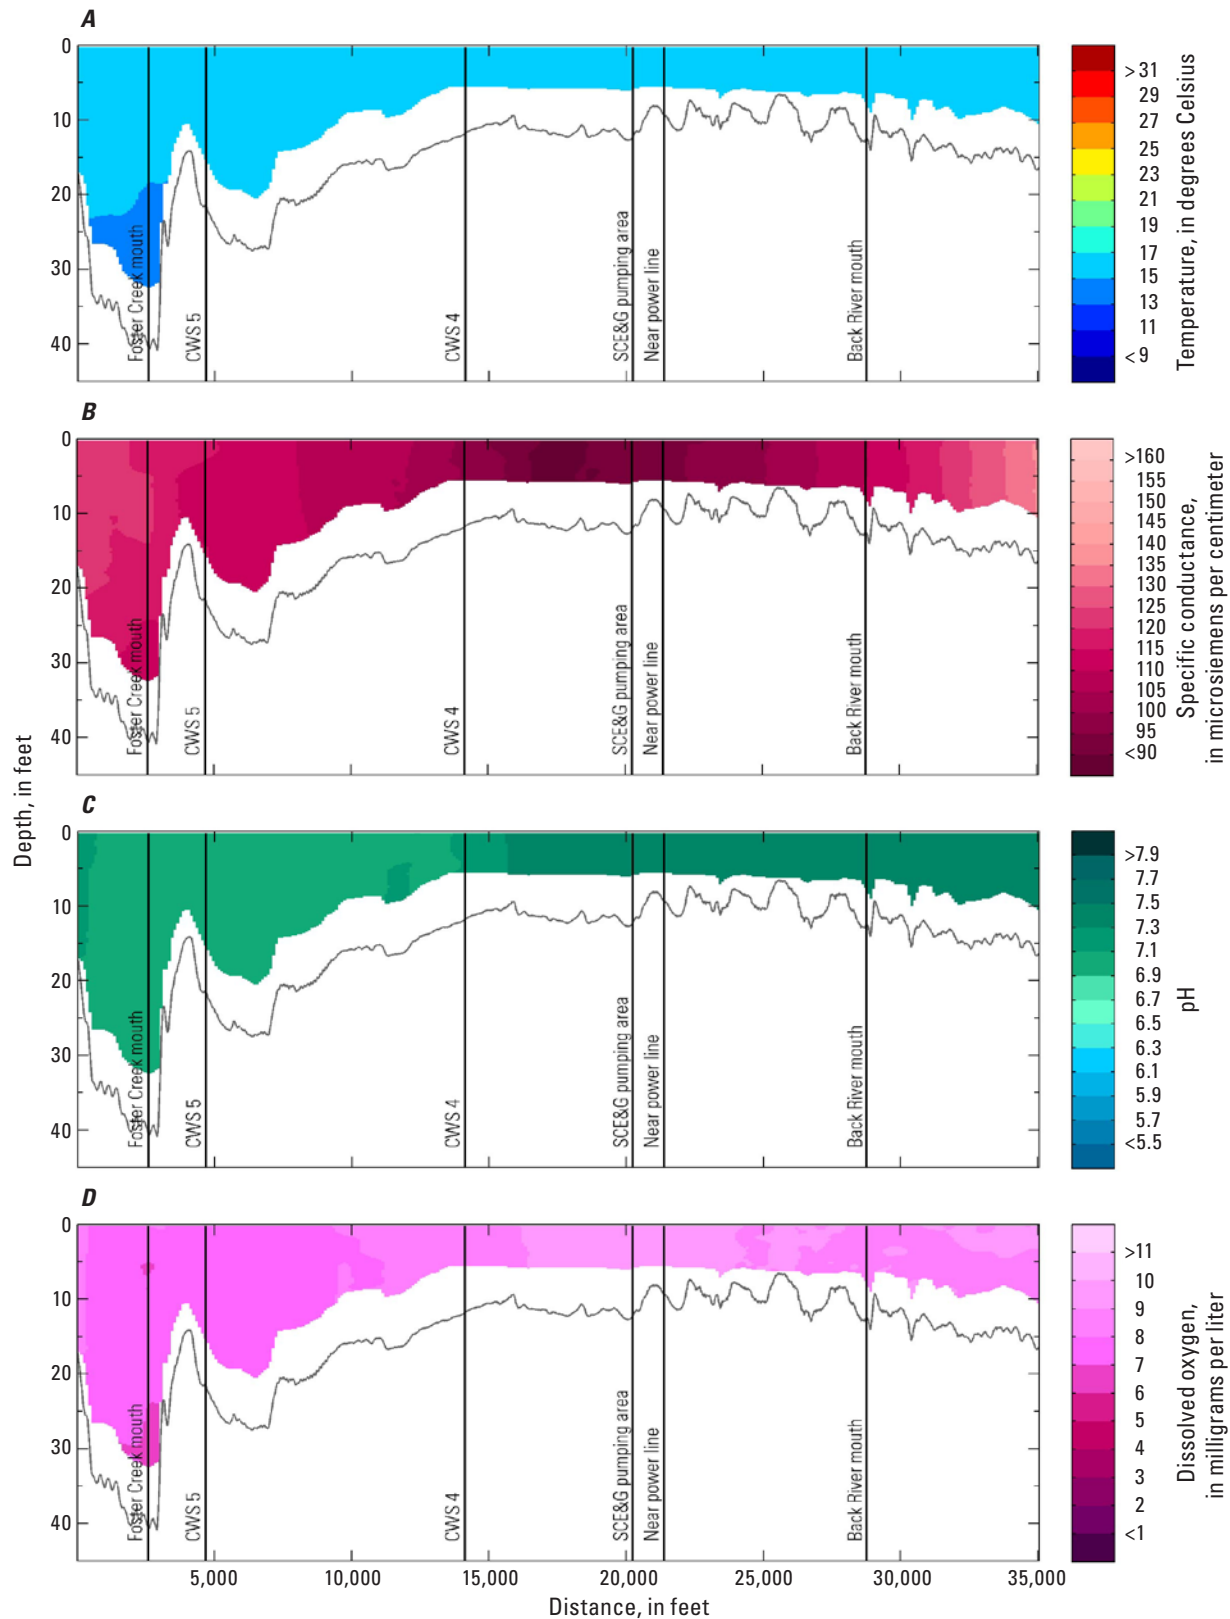 A
0
10
20
30
40
Foster Creek mouth
CWS 5
CWS 4
SCE&G pumping area
Near power line
Back River mouth
>31
29
27
25
23
21
19
17
15
13
11
<9
Temperature, in degrees Celsius
B
0
10
20
30
40
Foster Creek mouth
CWS 5
CWS 4
SCE&G pumping area
Near power line
Back River mouth
>160
155
150
145
140
135
130
125
120
115
110
105
100
95
<90
Specific conductance,
in microsiemens per centimeter
Depth, in feet
C
0
10
20
30
40
Foster Creek mouth
CWS 5
CWS 4
SCE&G pumping area
Near power line
Back River mouth
>7.9
7.7
7.5
7.3
7.1
6.9
6.7
6.5
6.3
6.1
5.9
5.7
<5.5
pH
D
0
10
20
30
40
Foster Creek mouth
CWS 5
CWS 4
SCE&G pumping area
Near power line
Back River mouth
>11
10
9
8
7
6
5
4
3
2
<1
Dissolved oxygen,
in milligrams per liter
5,000
10,000
15,000
20,000
25,000
30,000
35,000
Distance, in feet